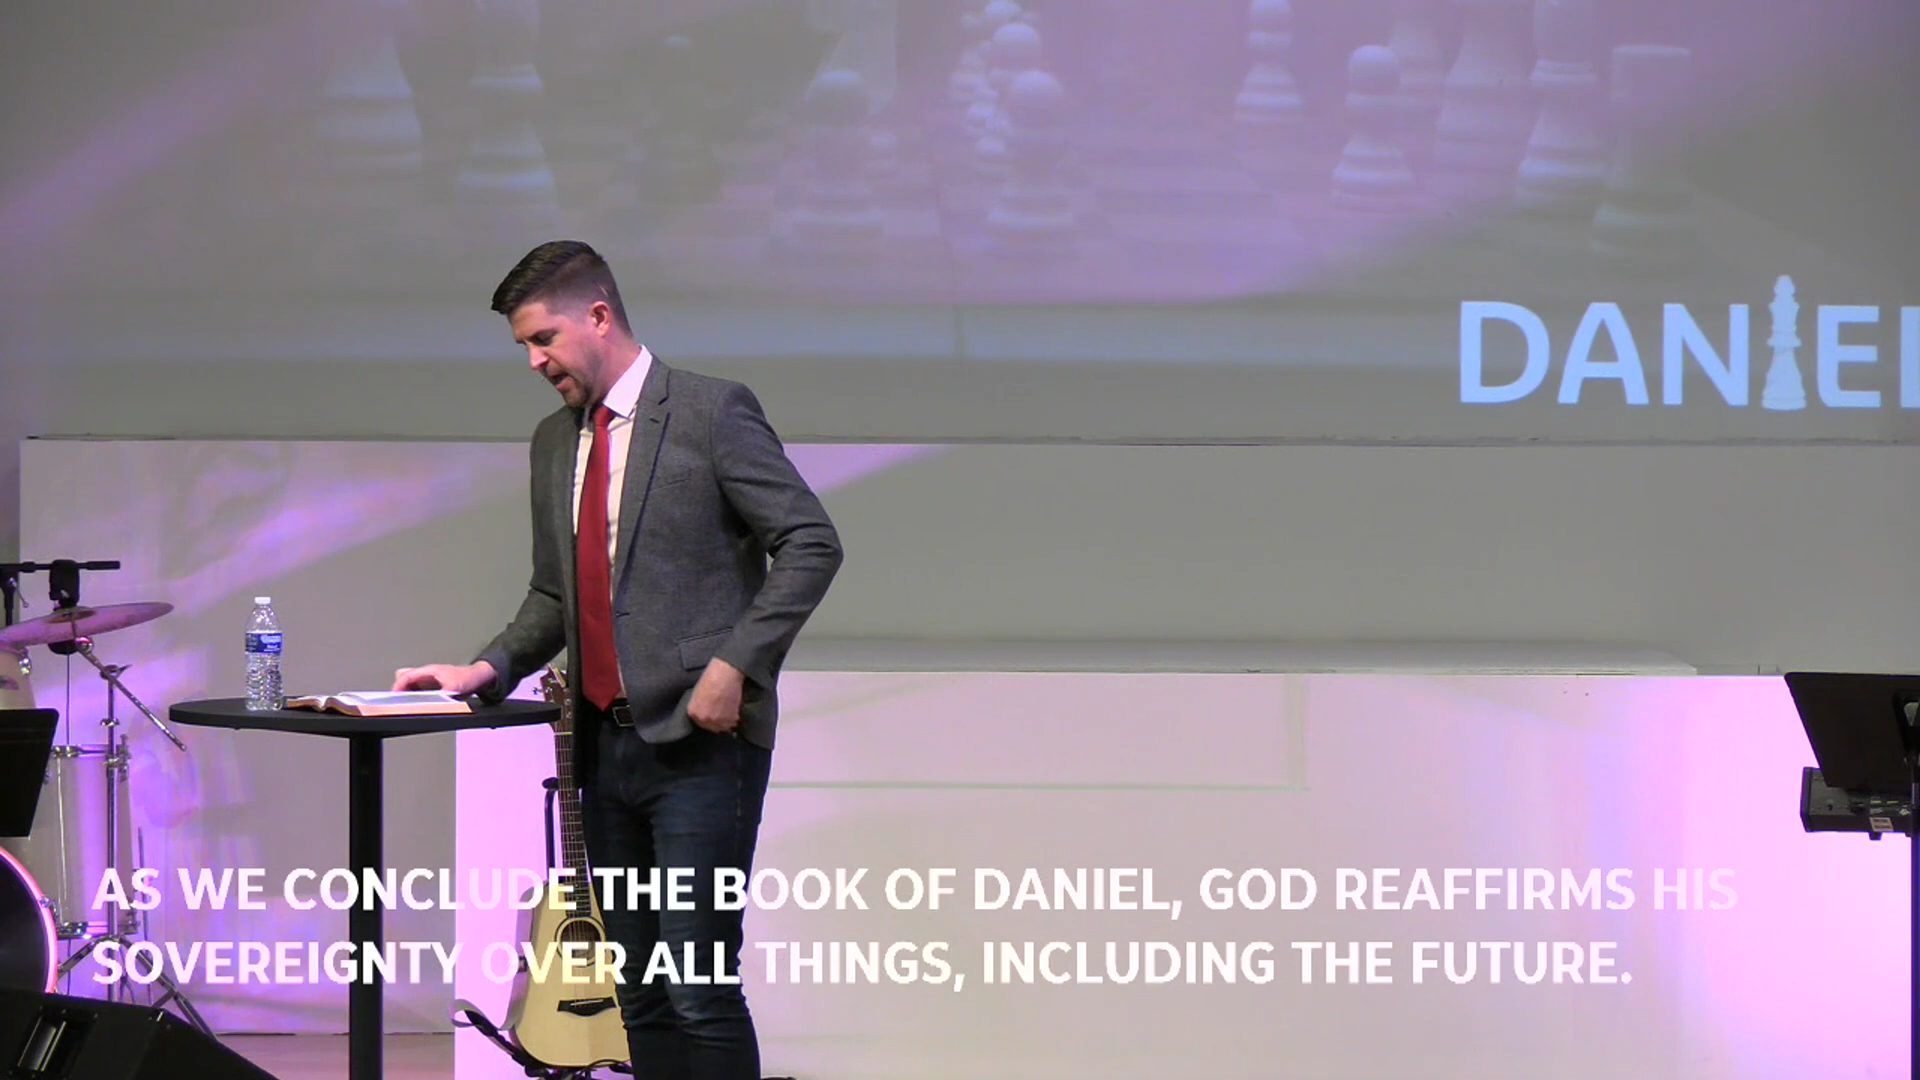 DANIEL
AS WE CONCLUDE THE BOOK OF DANIEL, GOD REAFFIRMS HIS
SOVEREIGNTY OVER ALL THINGS, INCLUDING THE FUTURE.